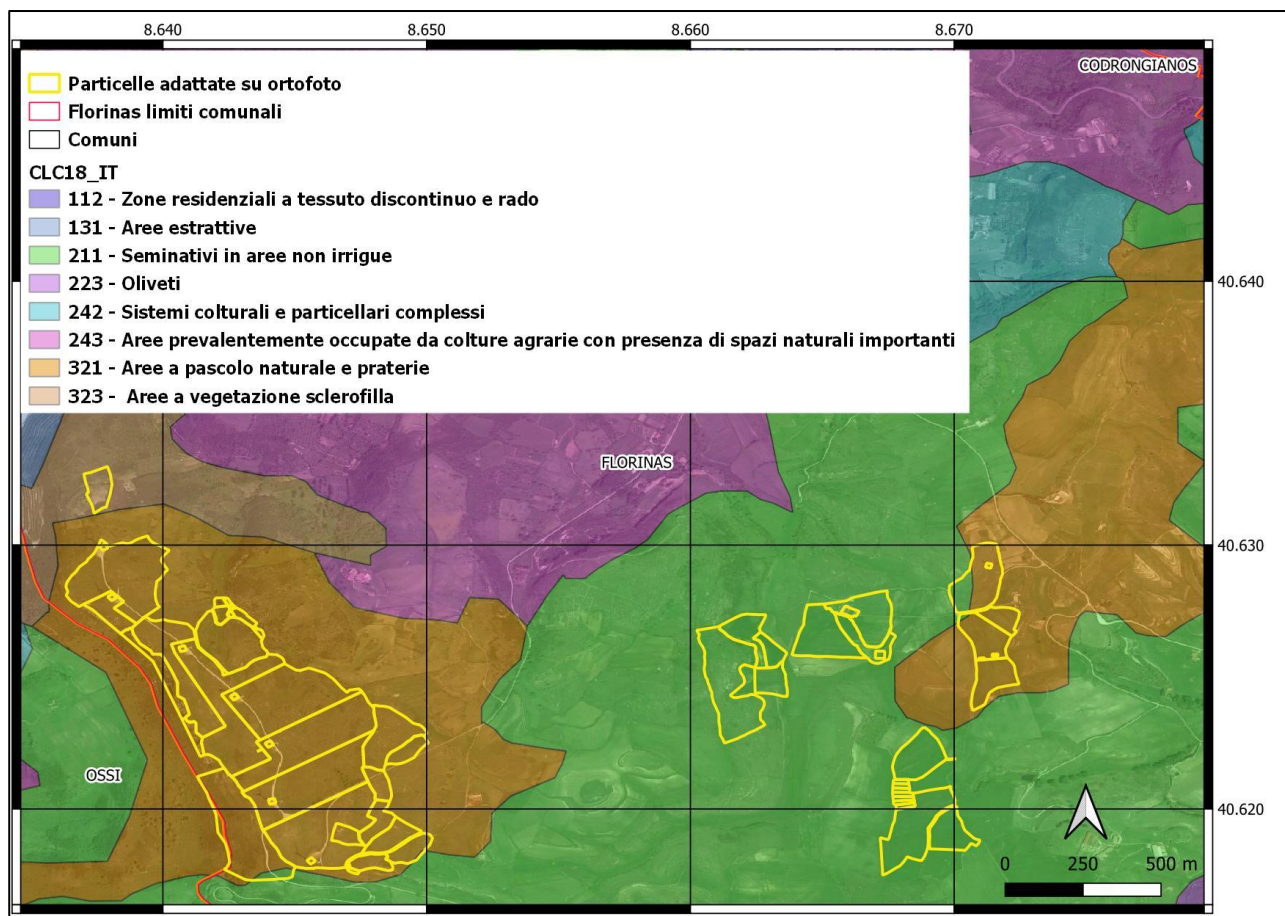 8.640 8.650 8.660 8.670
CODRONGIANOS
Particelle adattate su ortofoto
Florinas limiti comunali
Comuni
CLC18_IT
112 - Zone residenziali a tessuto discontinuo e rado
131 - Aree estrattive
211 - Seminativi in aree non irrigue
223 - Oliveti
242 - Sistemi colturali e particellari complessi
243 - Aree prevalentemente occupate da colture agrarie con presenza di spazi naturali importanti
321 - Aree a pascolo naturale e praterie
323 - Aree a vegetazione sclerofilla
40.640
FLORINAS
40.630
OSSI
40.620
0 250 500 m